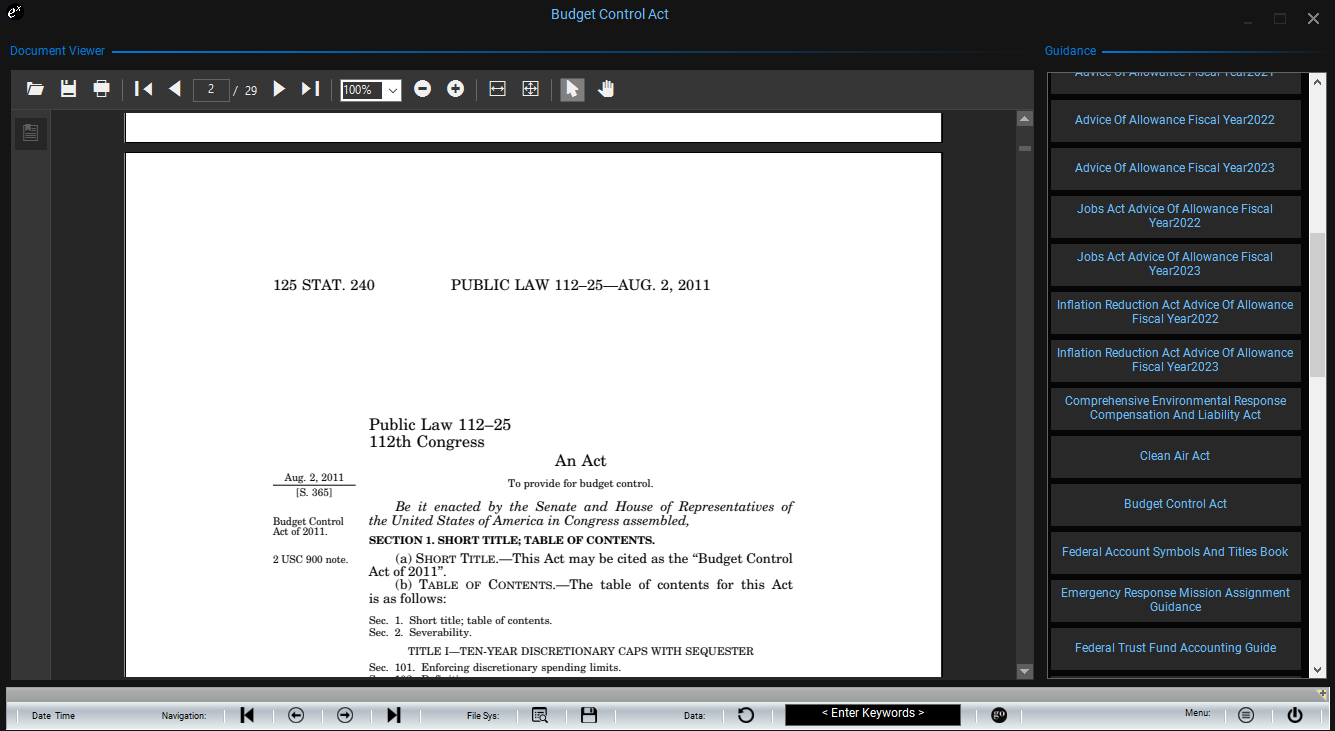 eˣ
Budget Control Act
Document Viewer
Guidance
2 / 29
100%
Advice Of Allowance Fiscal Year2021
Advice Of Allowance Fiscal Year2022
Advice Of Allowance Fiscal Year2023
Jobs Act Advice Of Allowance Fiscal
Year2022
Jobs Act Advice Of Allowance Fiscal
Year2023
Inflation Reduction Act Advice Of Allowance
Fiscal Year2022
Inflation Reduction Act Advice Of Allowance
Fiscal Year2023
Comprehensive Environmental Response
Compensation And Liability Act
Clean Air Act
Budget Control Act
Federal Account Symbols And Titles Book
Emergency Response Mission Assignment
Guidance
Federal Trust Fund Accounting Guide
125 STAT. 240 PUBLIC LAW 112–25—AUG. 2, 2011
Public Law 112–25
112th Congress
An Act
Aug. 2, 2011
[S. 365]
To provide for budget control.
Be it enacted by the Senate and House of Representatives of
the United States of America in Congress assembled,
Budget Control
Act of 2011.
SECTION 1. SHORT TITLE; TABLE OF CONTENTS.
2 USC 900 note.
(a) SHORT TITLE.—This Act may be cited as the “Budget Control
Act of 2011”.
(b) TABLE OF CONTENTS.—The table of contents for this Act
is as follows:
Sec. 1. Short title; table of contents.
Sec. 2. Severability.
TITLE I—TEN-YEAR DISCRETIONARY CAPS WITH SEQUESTER
Sec. 101. Enforcing discretionary spending limits.
Date Time
Navigation:
File Sys:
Data:
< Enter Keywords >
go
Menu: